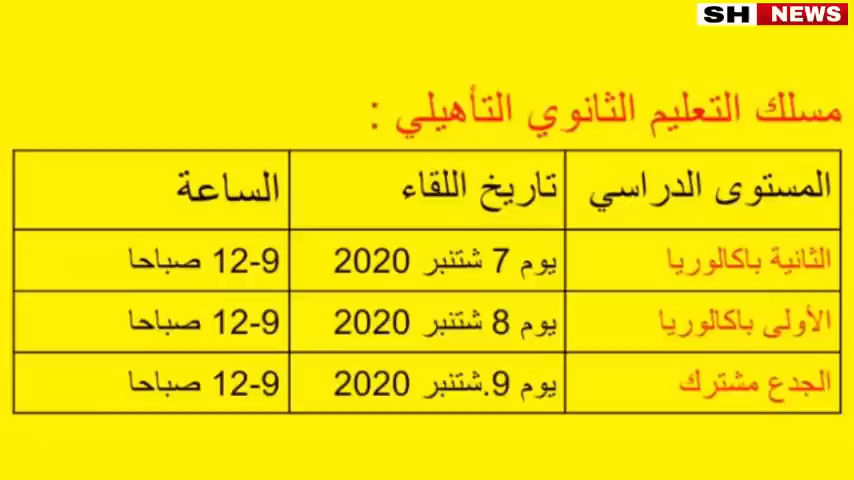 SH NEWS
مسلك التعليم الثانوي التأهيلي :
المستوى الدراسي تاريخ اللقاء الساعة
الثانية باكالوريا يوم 7 شتنبر 2020 9-12 صباحا
الأولى باكالوريا يوم 8 شتنبر 2020 9-12 صباحا
الجدع مشترك يوم 9.شتنبر 2020 9-12 صباحا